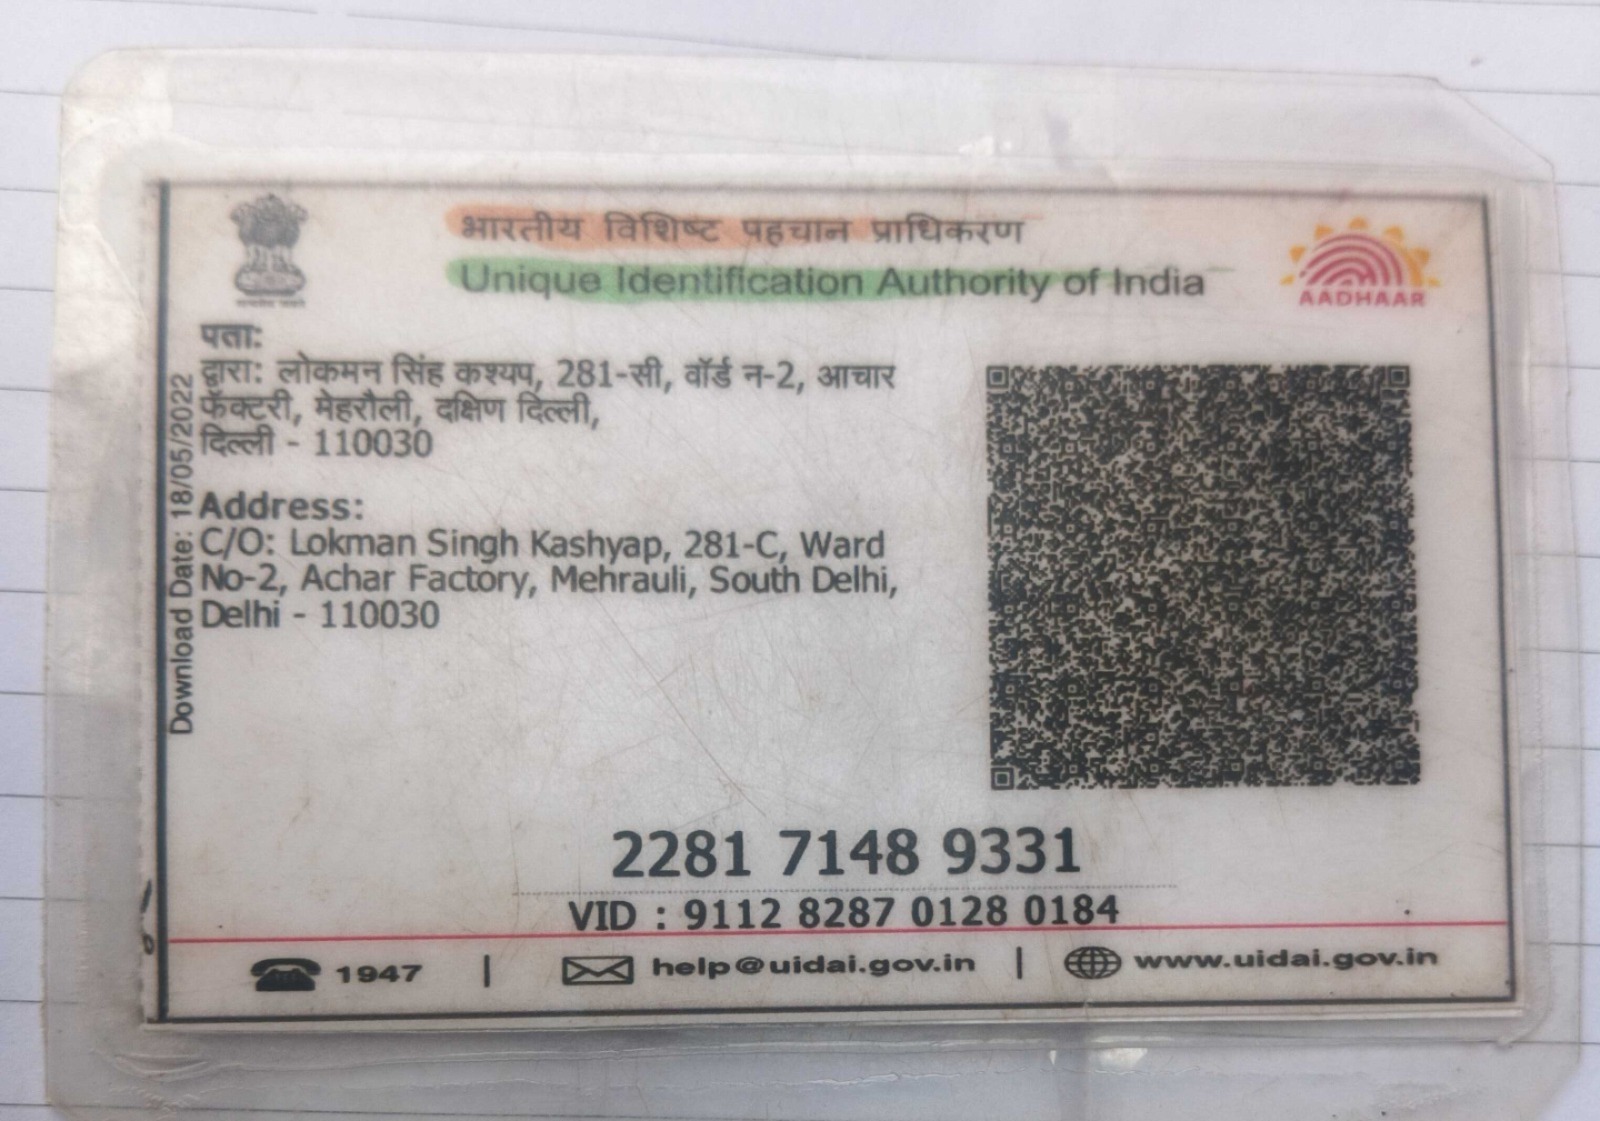 भारतीय विशिष्ट पहचान प्राधिकरण
Unique Identification Authority of India
AADHAAR
पता:
द्वारा: लोकमन सिंह कश्यप, 281-सी, वॉर्ड न-2, आचार
फॅक्टरी, मेहरौली, दक्षिण दिल्ली,
दिल्ली - 110030
Address:
C/O: Lokman Singh Kashyap, 281-C, Ward
No-2, Achar Factory, Mehrauli, South Delhi,
Delhi - 110030
Download Date: 18/05/2022
2281 7148 9331
VID : 9112 8287 0128 0184
1947 | help@uidai.gov.in | www.uidai.gov.in